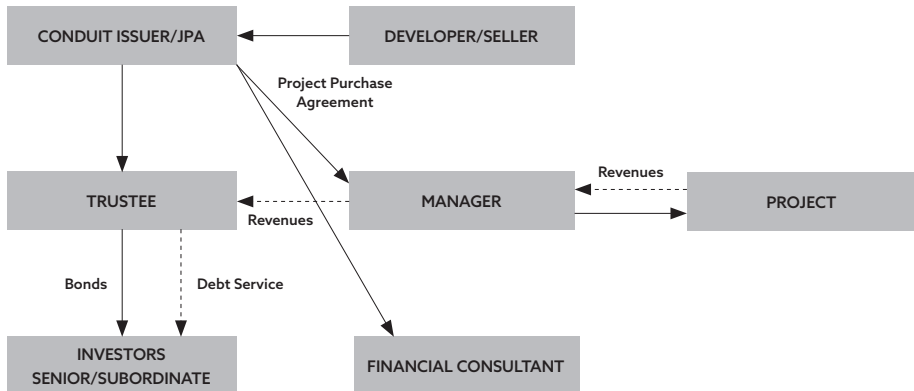 CONDUIT ISSUER/JPA
DEVELOPER/SELLER
Project Purchase
Agreement
TRUSTEE
Revenues
MANAGER
Revenues
PROJECT
Bonds
Debt Service
INVESTORS
SENIOR/SUBORDINATE
FINANCIAL CONSULTANT